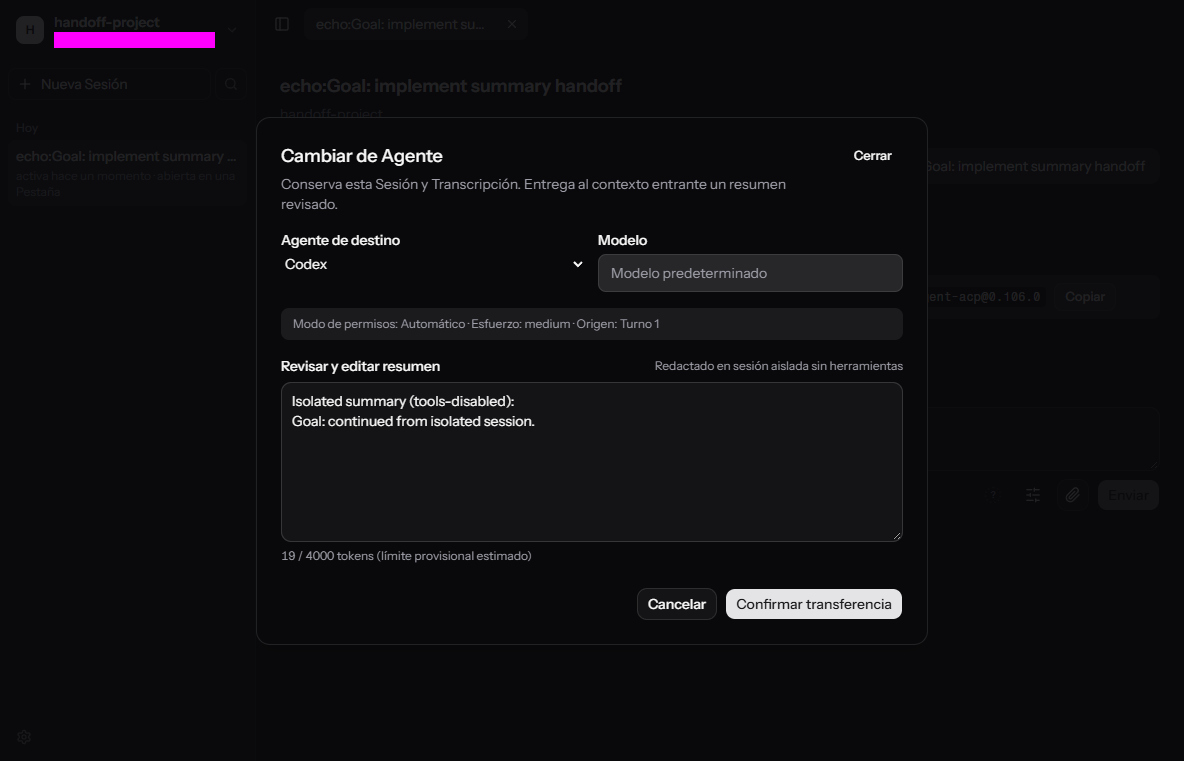 H
handoff-project
+ Nueva Sesión
Hoy
echo:Goal: implement summary ...
activa hace un momento · abierta en una
Pestaña
echo:Goal: implement su...
echo:Goal: implement summary handoff
handoff-project
Goal: implement summary handoff
Cambiar de Agente
Cerrar
Conserva esta Sesión y Transcripción. Entrega al contexto entrante un resumen
revisado.
Agente de destino
Modelo
Codex
Modelo predeterminado
ent-acp@0.106.0
Copiar
Modo de permisos: Automático · Esfuerzo: medium · Origen: Turno 1
Revisar y editar resumen
Redactado en sesión aislada sin herramientas
Isolated summary (tools-disabled):
Goal: continued from isolated session.
?
Enviar
19 / 4000 tokens (límite provisional estimado)
Cancelar
Confirmar transferencia